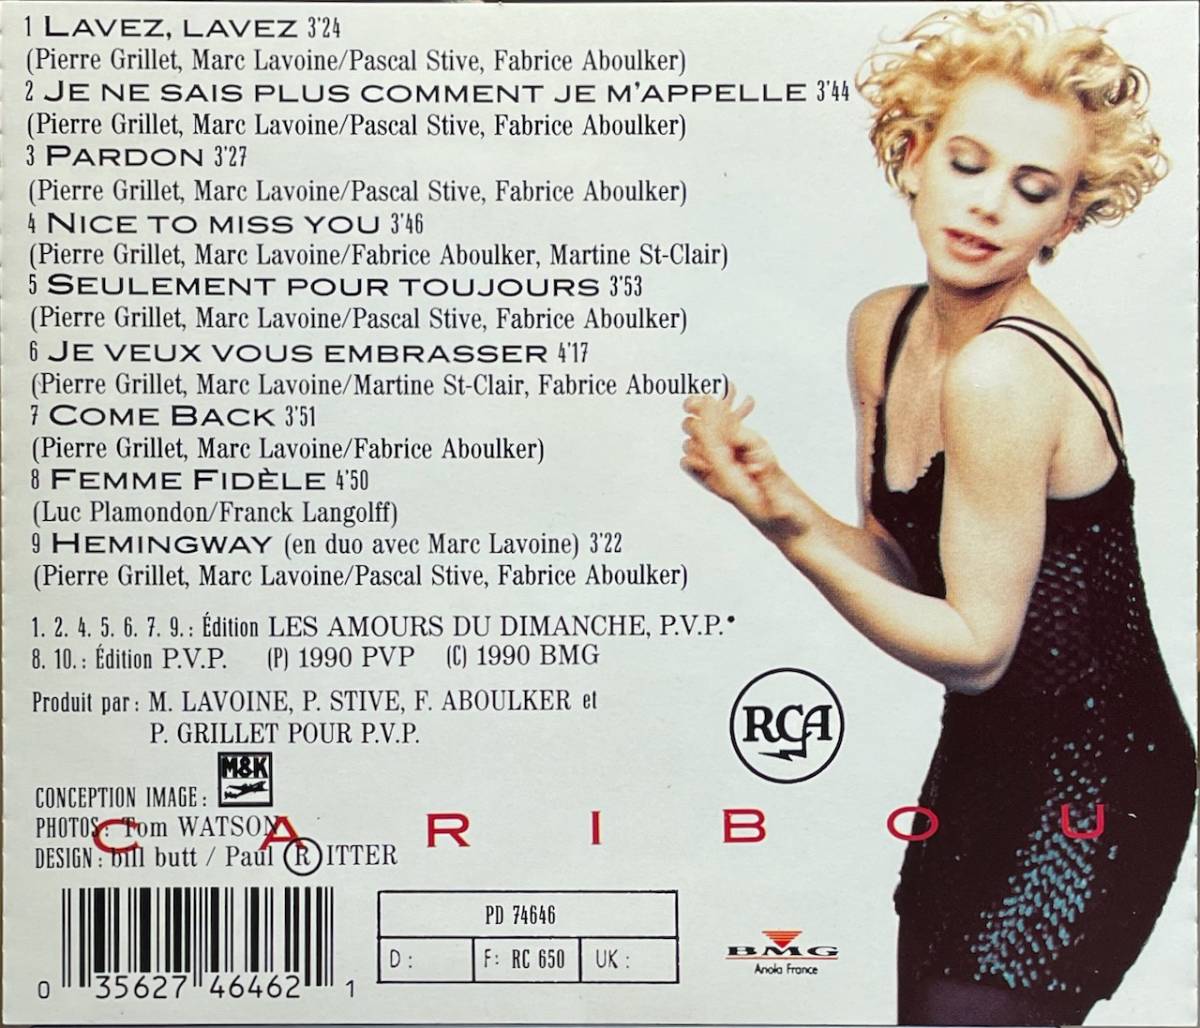 1 LAVEZ, LAVEZ 3'24
(Pierre Grillet, Marc Lavoine/Pascal Stive, Fabrice Aboulker)
2 JE NE SAIS PLUS COMMENT JE M'APPELLE 3'44
(Pierre Grillet, Marc Lavoine/Pascal Stive, Fabrice Aboulker)
3 PARDON 3'27
(Pierre Grillet, Marc Lavoine/Pascal Stive, Fabrice Aboulker)
4 NICE TO MISS YOU 3'46
(Pierre Grillet, Marc Lavoine/Fabrice Aboulker, Martine St-Clair)
5 SEULEMENT POUR TOUJOURS 3'53
(Pierre Grillet, Marc Lavoine/Pascal Stive, Fabrice Aboulker)
6 JE VEUX VOUS EMBRASSER 4'17
(Pierre Grillet, Marc Lavoine/Martine St-Clair, Fabrice Aboulker)
7 COME BACK 3'51
(Pierre Grillet, Marc Lavoine/Fabrice Aboulker)
8 FEMME FIDÈLE 4'50
(Luc Plamondon/Franck Langolff)
9 HEMINGWAY (en duo avec Marc Lavoine) 3'22
(Pierre Grillet, Marc Lavoine/Pascal Stive, Fabrice Aboulker)
1. 2. 4. 5. 6. 7. 9. : Édition LES AMOURS DU DIMANCHE, P.V.P.•
8. 10. : Édition P.V.P. (P) 1990 PVP (C) 1990 BMG
Produit par : M. LAVOINE, P. STIVE, F. ABOULKER et
P. GRILLET POUR P.V.P.
RCA
CONCEPTION IMAGE : M&K
PHOTOS : Tom WATSON
CARIBOU
DESIGN : bill butt / Paul ®ITTER
PD 74646
D : F : RC 650 UK :
BMG
Ariola France
0 35627 46462 1